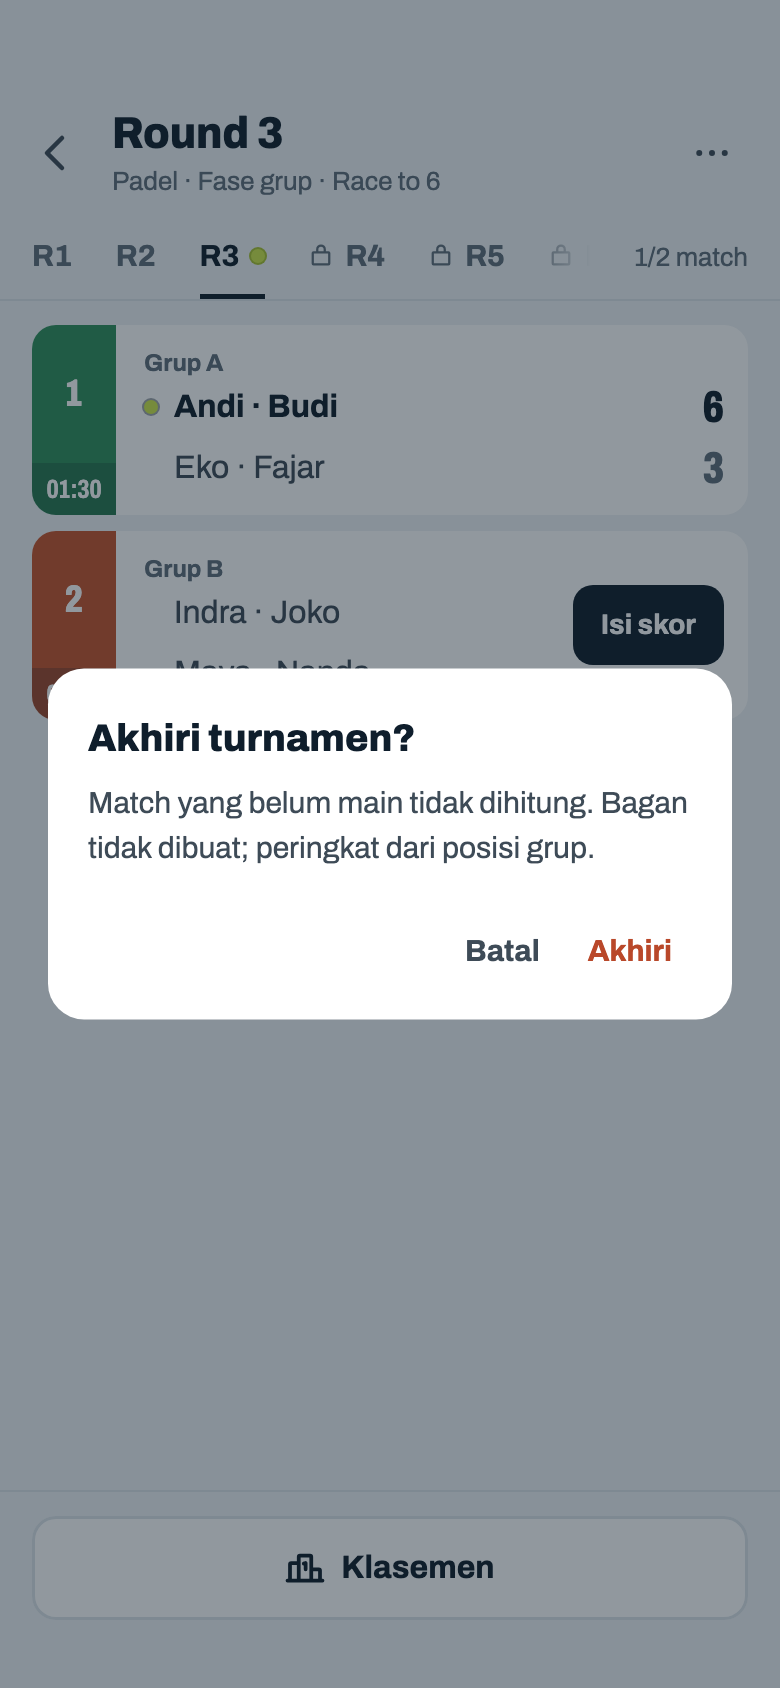 Round 3
Padel · Fase grup · Race to 6
R1 R2 R3 R4 R5 1/2 match
1
01:30
Grup A
Andi · Budi 6
Eko · Fajar 3
2
Grup B
Indra · Joko
Isi skor
Akhiri turnamen?
Match yang belum main tidak dihitung. Bagan
tidak dibuat; peringkat dari posisi grup.
Batal Akhiri
Klasemen